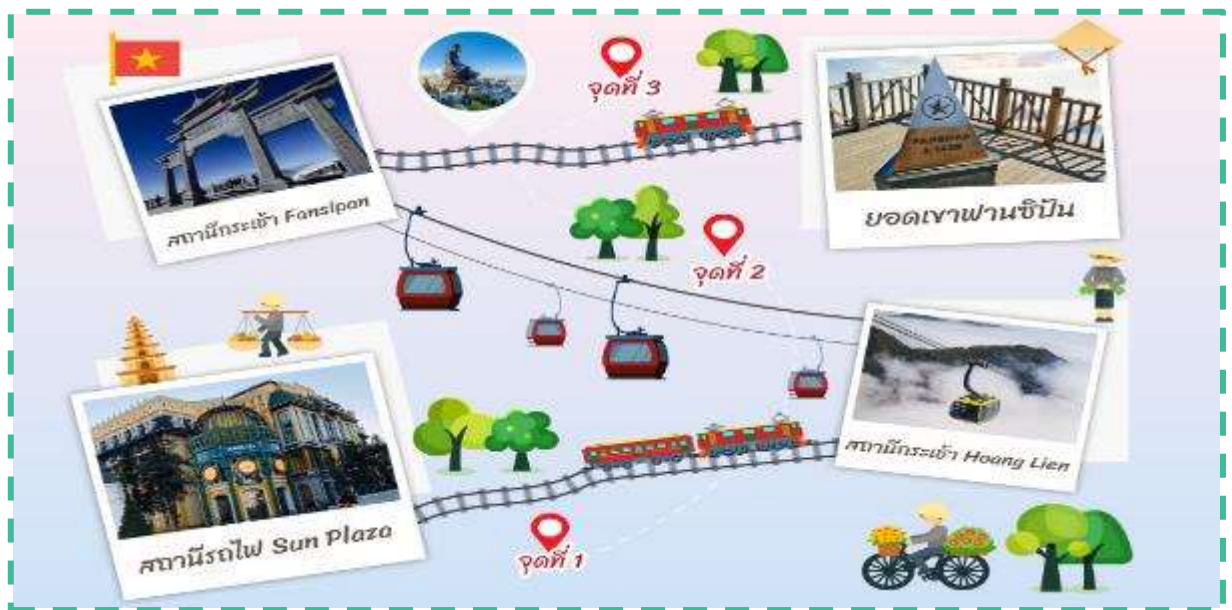 จุดที่ 3
สถานีกระเช้า Fansipan
ยอดเขาฟานซิปัน
จุดที่ 2
สถานีกระเช้า Hoang Lien
สถานีรถไฟ Sun Plaza
จุดที่ 1